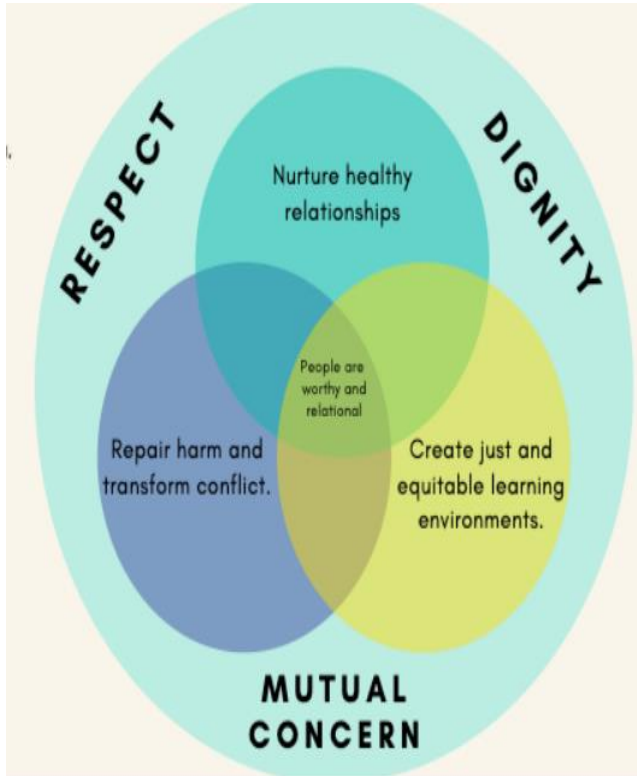 RESPECT
DIGNITY
Nurture healthy
relationships
People are
worthy and
relational
Repair harm and
transform conflict.
Create just and
equitable learning
environments.
MUTUAL
CONCERN